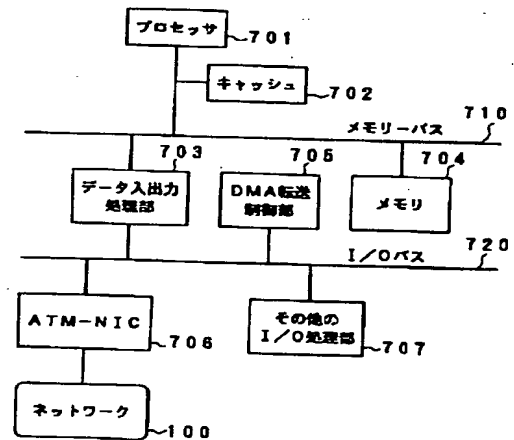 プロセッサ
701
キャッシュ
702
メモリーバス
710
703
705
704
データ入出力
処理部
DMA転送
制御部
メモリ
I/Oバス
720
ATM-NIC
706
その他の
I/O処理部
707
ネットワーク
100